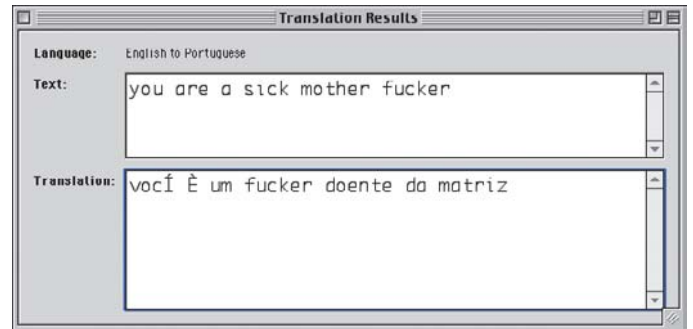 Translation Results
Language: English to Portuguese
Text: you are a sick mother fucker
Translation: vocÍ È um fucker doente da matriz